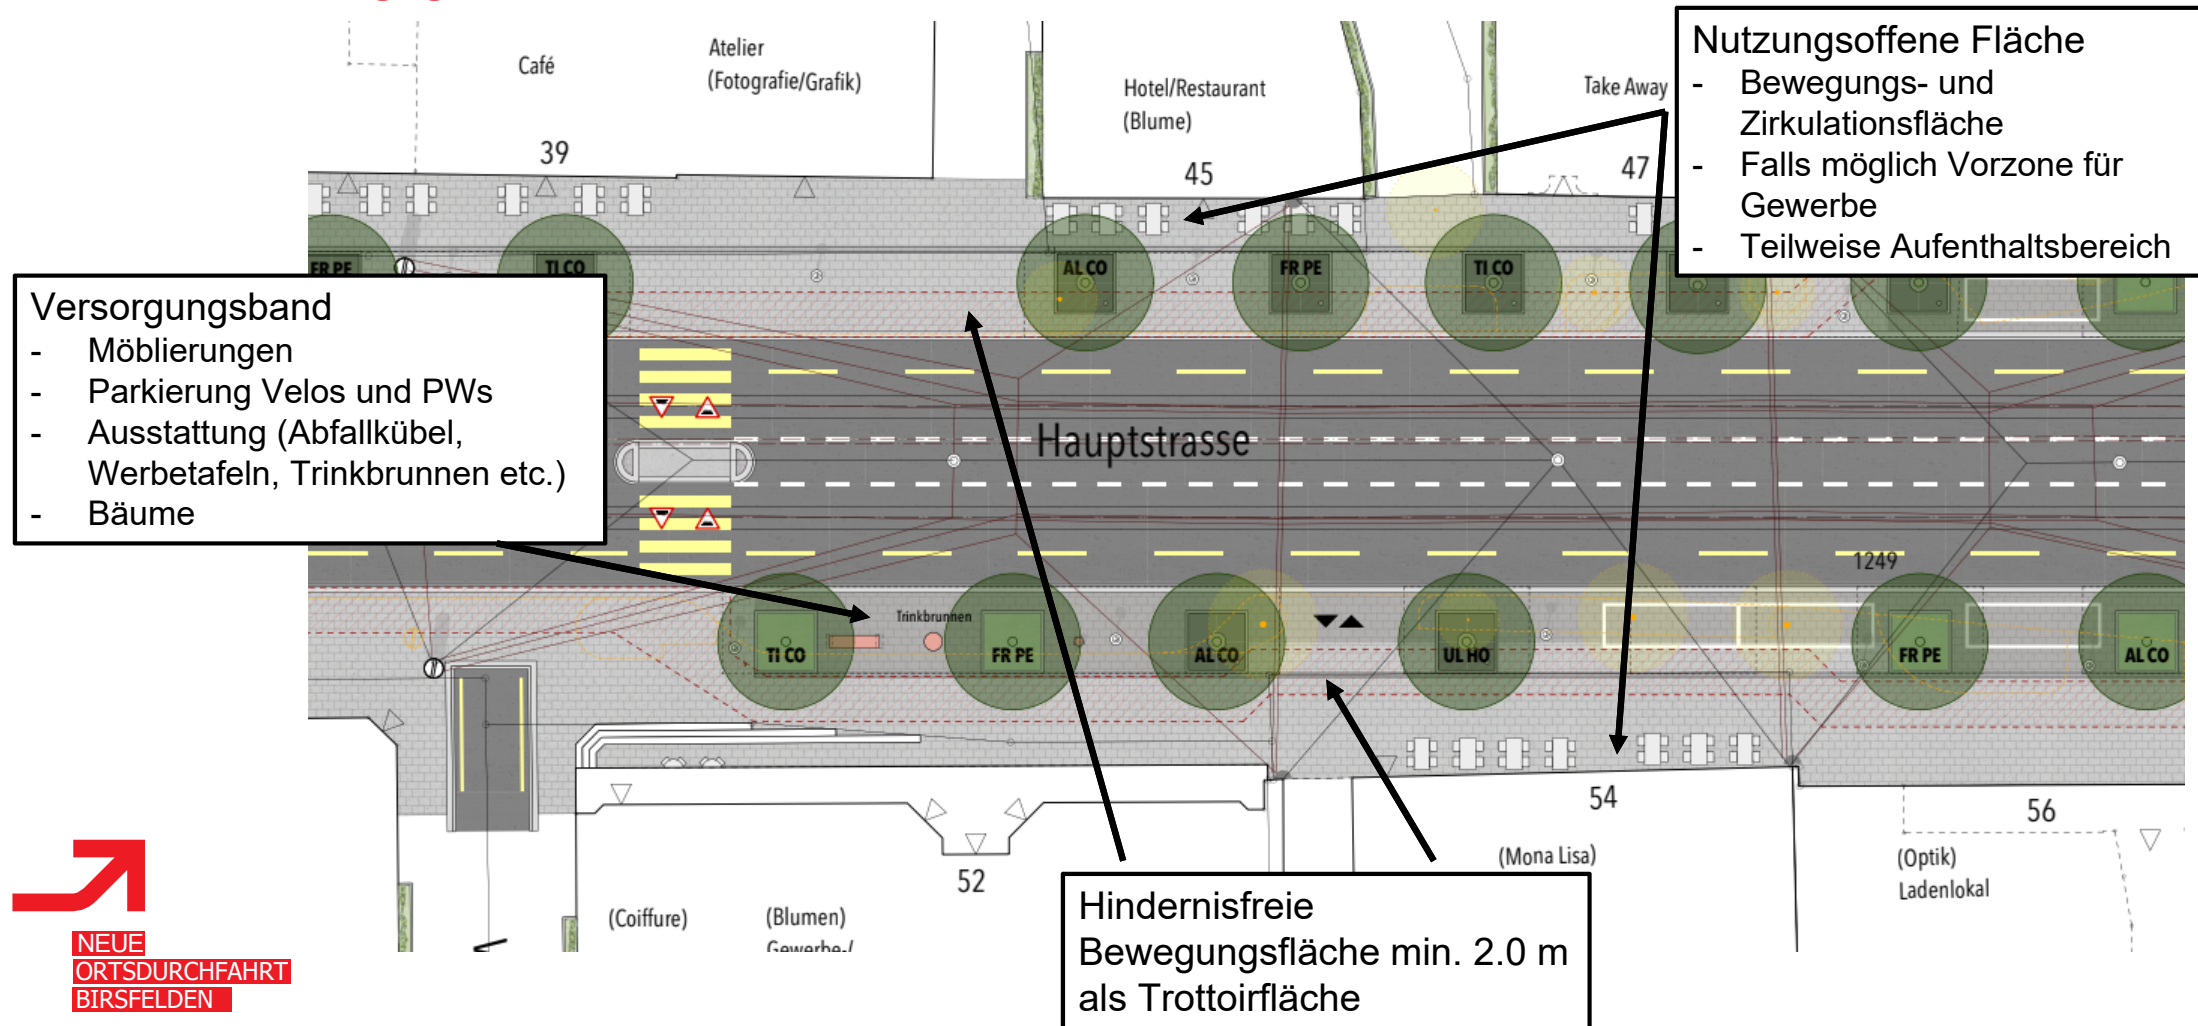 Café
Atelier
(Fotografie/Grafik)
39
Hotel/Restaurant
(Blume)
45
Take Away
47
Nutzungsoffene Fläche
- Bewegungs- und
Zirkulationsfläche
- Falls möglich Vorzone für
Gewerbe
- Teilweise Aufenthaltsbereich
FR PE
TI CO
AL CO
FR PE
TI CO
Versorgungsband
- Möblierungen
- Parkierung Velos und PWs
- Ausstattung (Abfallkübel,
Werbetafeln, Trinkbrunnen etc.)
- Bäume
Hauptstrasse
1249
Trinkbrunnen
TI CO
FR PE
AL CO
UL HO
FR PE
AL CO
52
54
56
(Coiffure)
(Blumen)
Gewerbe-/
(Mona Lisa)
(Optik)
Ladenlokal
Hindernisfreie
Bewegungsfläche min. 2.0 m
als Trottoirfläche
NEUE
ORTSDURCHFAHRT
BIRSFELDEN